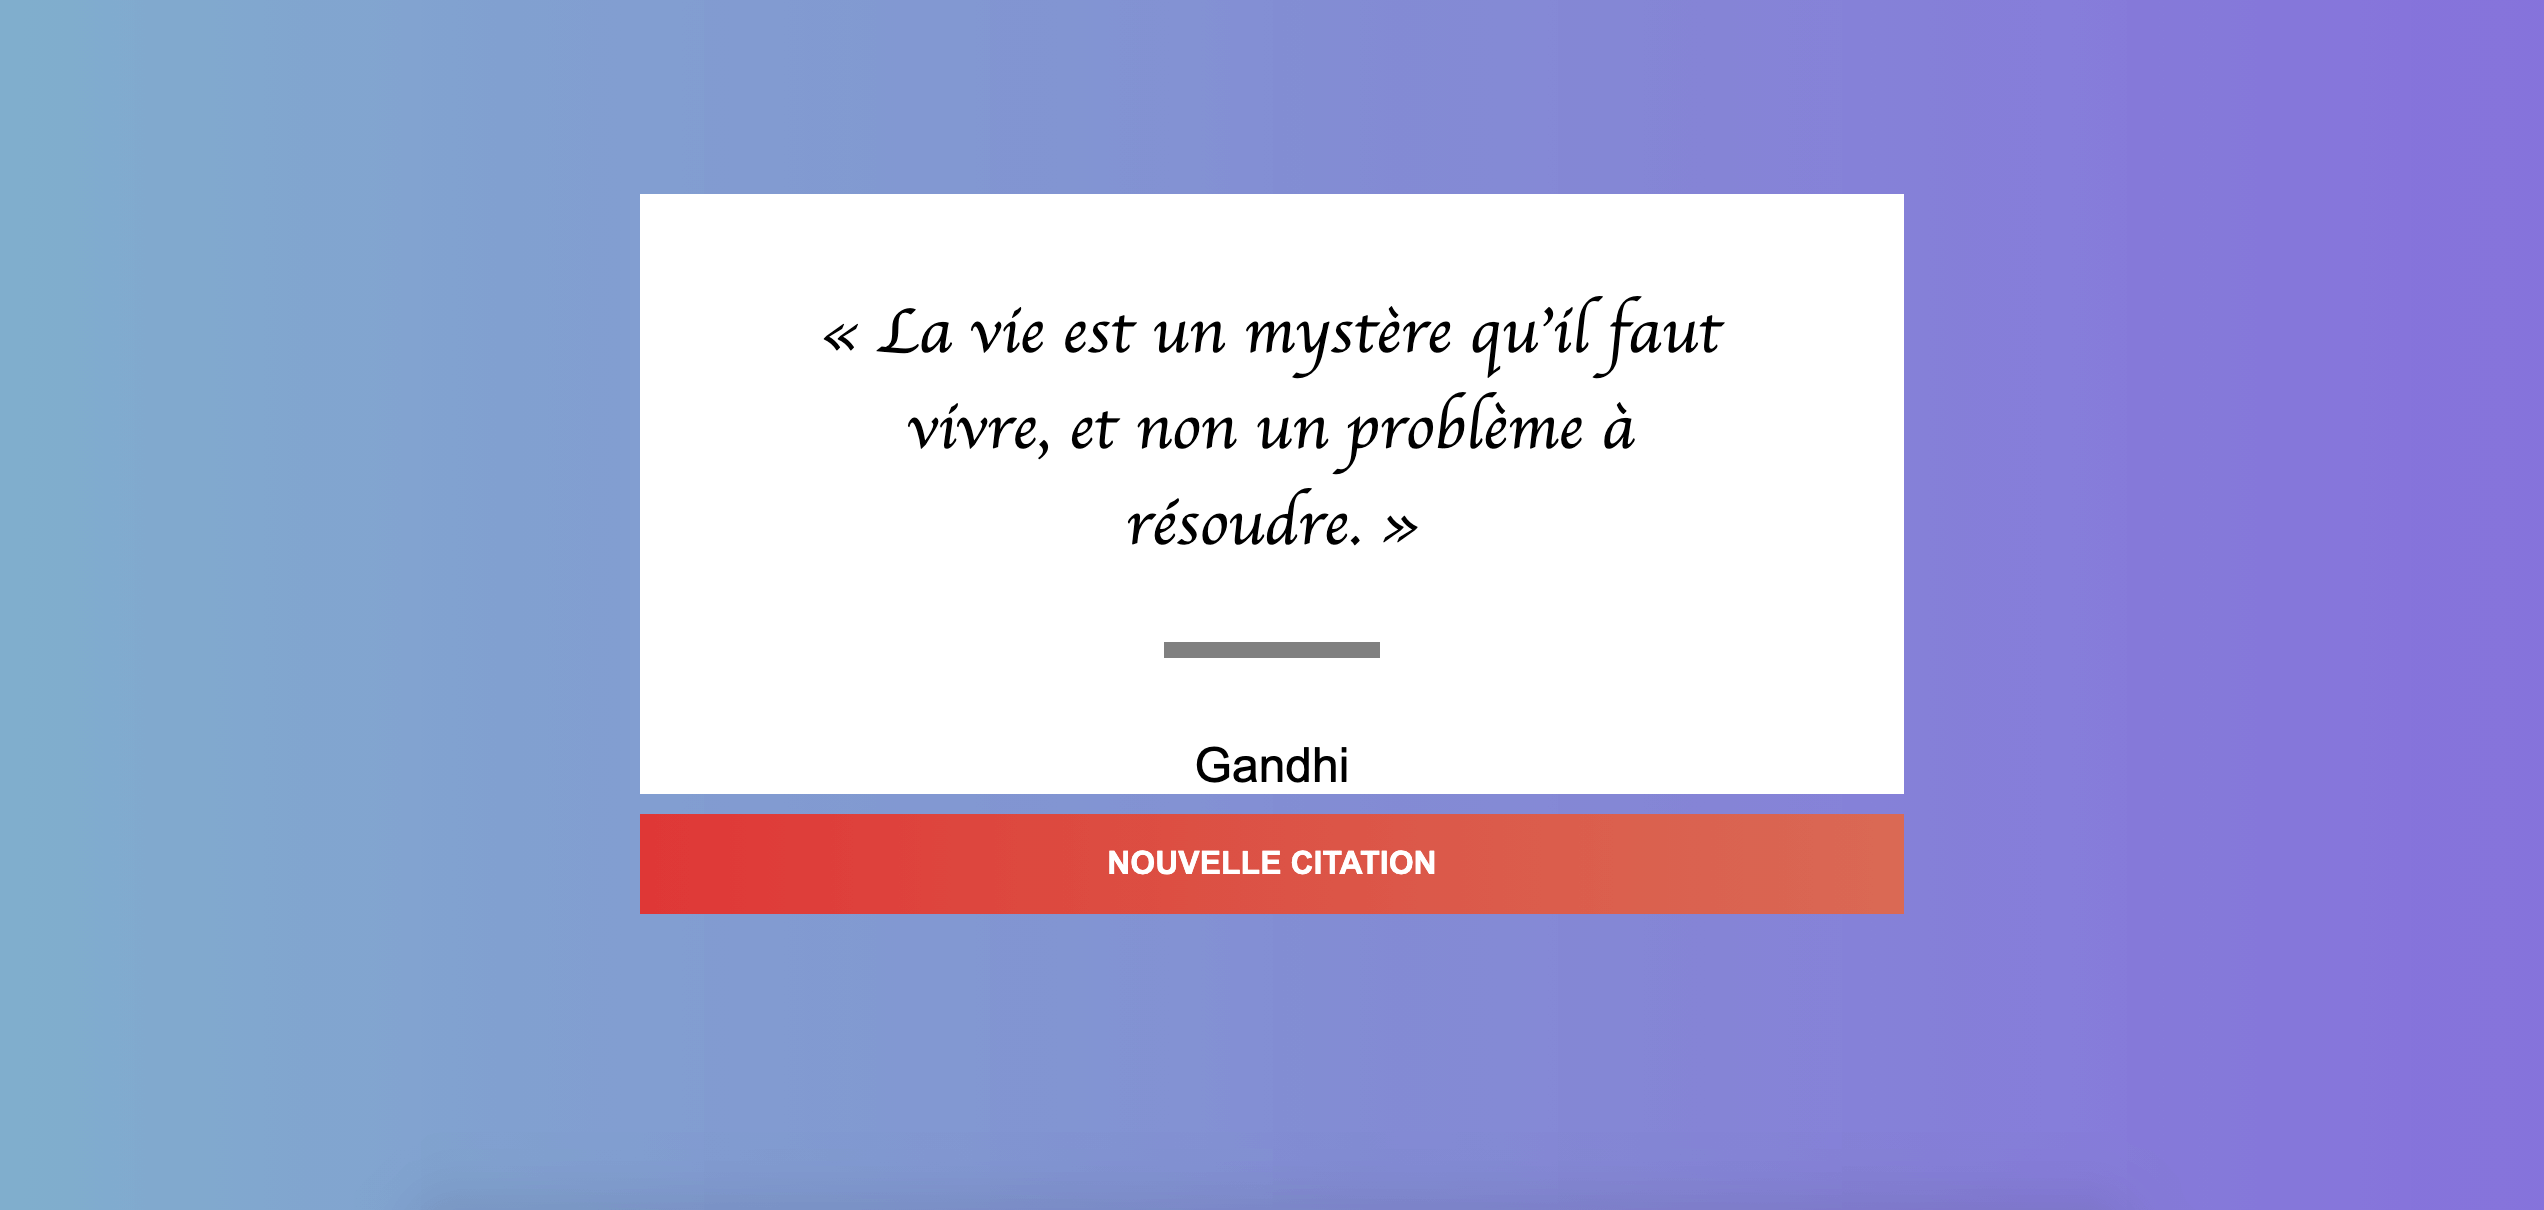 « La vie est un mystère qu’il faut
vivre, et non un problème à
résoudre. »
Gandhi
NOUVELLE CITATION